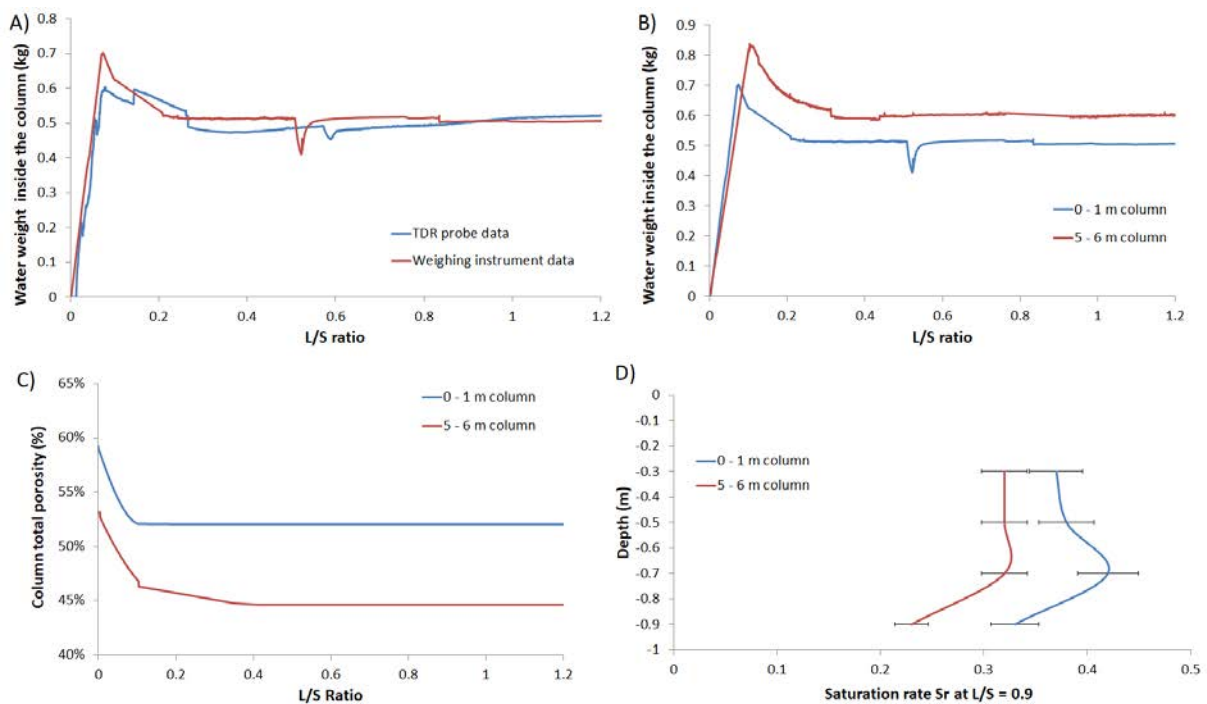 A)
Water weight inside the column (kg)
0.8
0.7
0.6
0.5
0.4
0.3
0.2
0.1
0
0 0.2 0.4 0.6 0.8 1 1.2
L/S ratio
TDR probe data
Weighing instrument data
B)
Water weight inside the column (kg)
0.9
0.8
0.7
0.6
0.5
0.4
0.3
0.2
0.1
0
0 0.2 0.4 0.6 0.8 1 1.2
L/S ratio
0 - 1 m column
5 - 6 m column
C)
Column total porosity (%)
65%
60%
55%
50%
45%
40%
0 0.2 0.4 0.6 0.8 1 1.2
L/S Ratio
0 - 1 m column
5 - 6 m column
D)
Depth (m)
0
-0.1
-0.2
-0.3
-0.4
-0.5
-0.6
-0.7
-0.8
-0.9
-1
0 0.1 0.2 0.3 0.4 0.5
Saturation rate Sr at L/S = 0.9
0 - 1 m column
5 - 6 m column